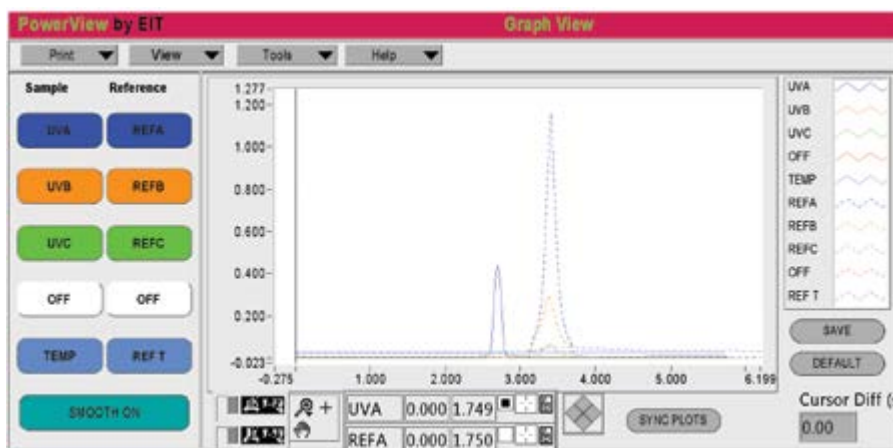 PowerView by EIT Graph View
Print View Tools Help
Sample Reference
UVA REFA
UVB REFB
UVC REFC
OFF OFF
TEMP REF T
SMOOTH ON
1.277
1.200
1.000
0.800
0.600
0.400
0.200
-0.023
-0.275 1.000 2.000 3.000 4.000 5.000 6.199
UVA 0.000 1.749
REFA 0.000 1.750
SYNC PLOTS
UVA
UVB
UVC
OFF
TEMP
REFA
REFB
REFC
OFF
REF T
SAVE
DEFAULT
Cursor Diff (
0.00